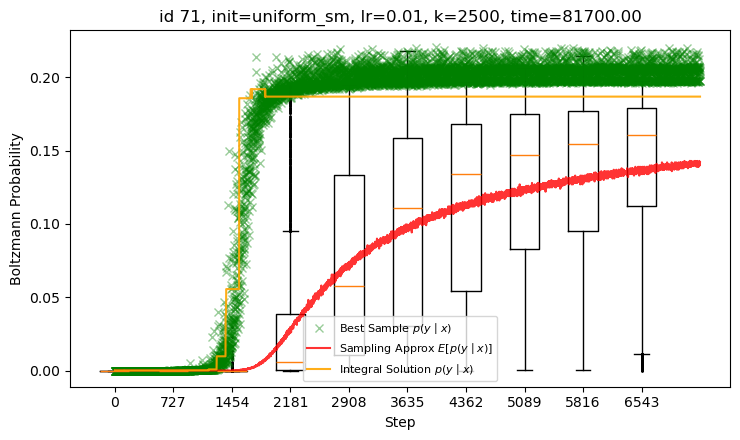 id 71, init=uniform_sm, lr=0.01, k=2500, time=81700.00
Boltzmann Probability
0.20
0.15
0.10
0.05
0.00
Best Sample p(y | x)
Sampling Approx E[p(y | x)]
Integral Solution p(y | x)
0 727 1454 2181 2908 3635 4362 5089 5816 6543
Step